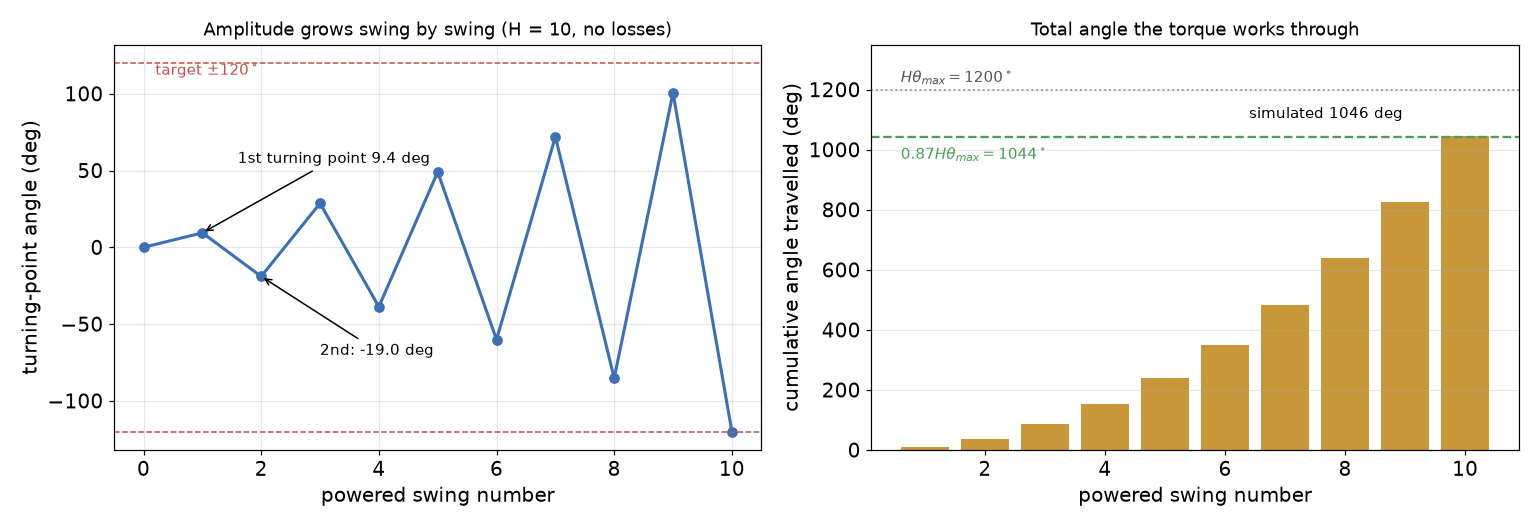 Amplitude grows swing by swing (H = 10, no losses)
target ±120°
1st turning point 9.4 deg
2nd: -19.0 deg
turning-point angle (deg)
100
50
0
−50
−100
0 2 4 6 8 10
powered swing number
Total angle the torque works through
Hθmax = 1200°
simulated 1046 deg
0.87Hθmax = 1044°
cumulative angle travelled (deg)
1200
1000
800
600
400
200
0
2 4 6 8 10
powered swing number